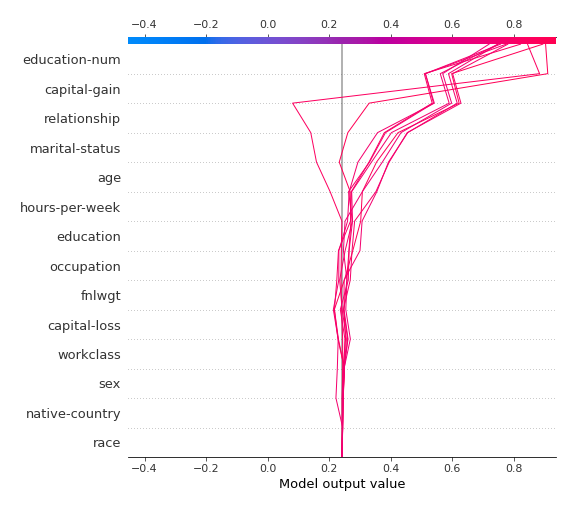 −0.4 −0.2 0.0 0.2 0.4 0.6 0.8
education-num
capital-gain
relationship
marital-status
age
hours-per-week
education
occupation
fnlwgt
capital-loss
workclass
sex
native-country
race
−0.4 −0.2 0.0 0.2 0.4 0.6 0.8
Model output value